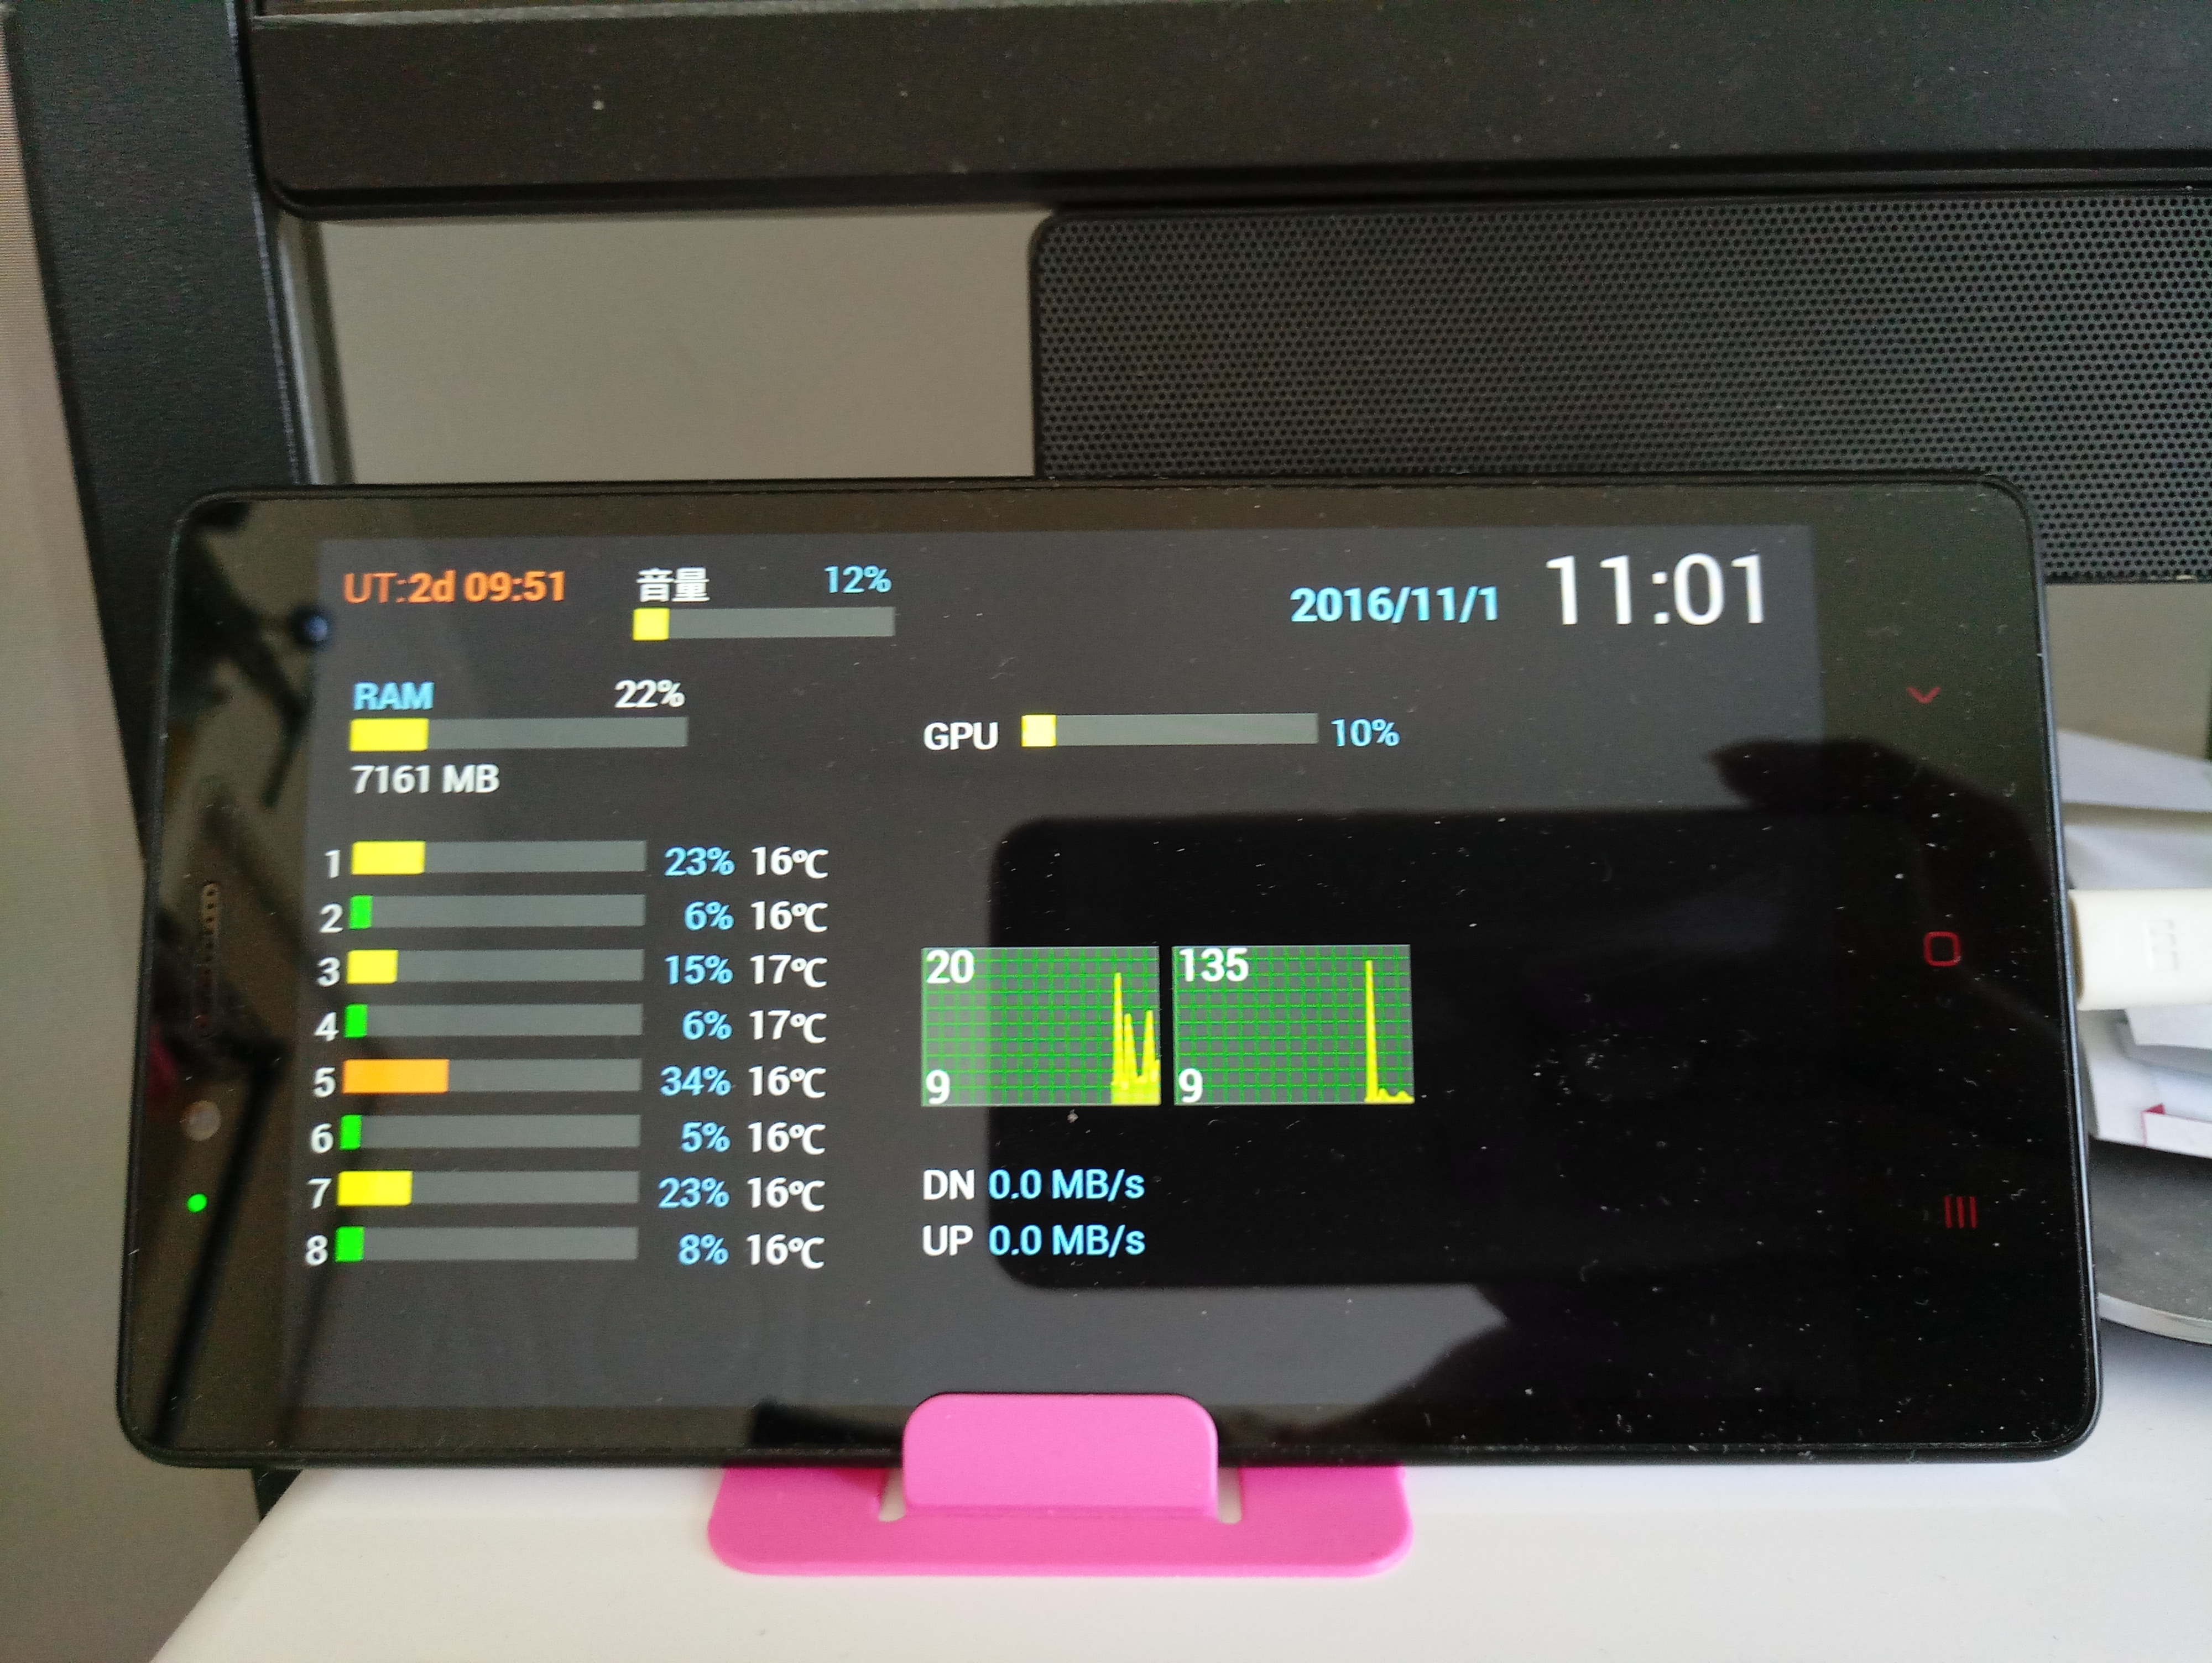 UT:2d 09:51
音量 12%
2016/11/1 11:01
RAM 22%
7161 MB
GPU 10%
1 23% 16℃
2 6% 16℃
3 15% 17℃
4 6% 17℃
5 34% 16℃
6 5% 16℃
7 23% 16℃
8 8% 16℃
20
9
135
9
DN 0.0 MB/s
UP 0.0 MB/s